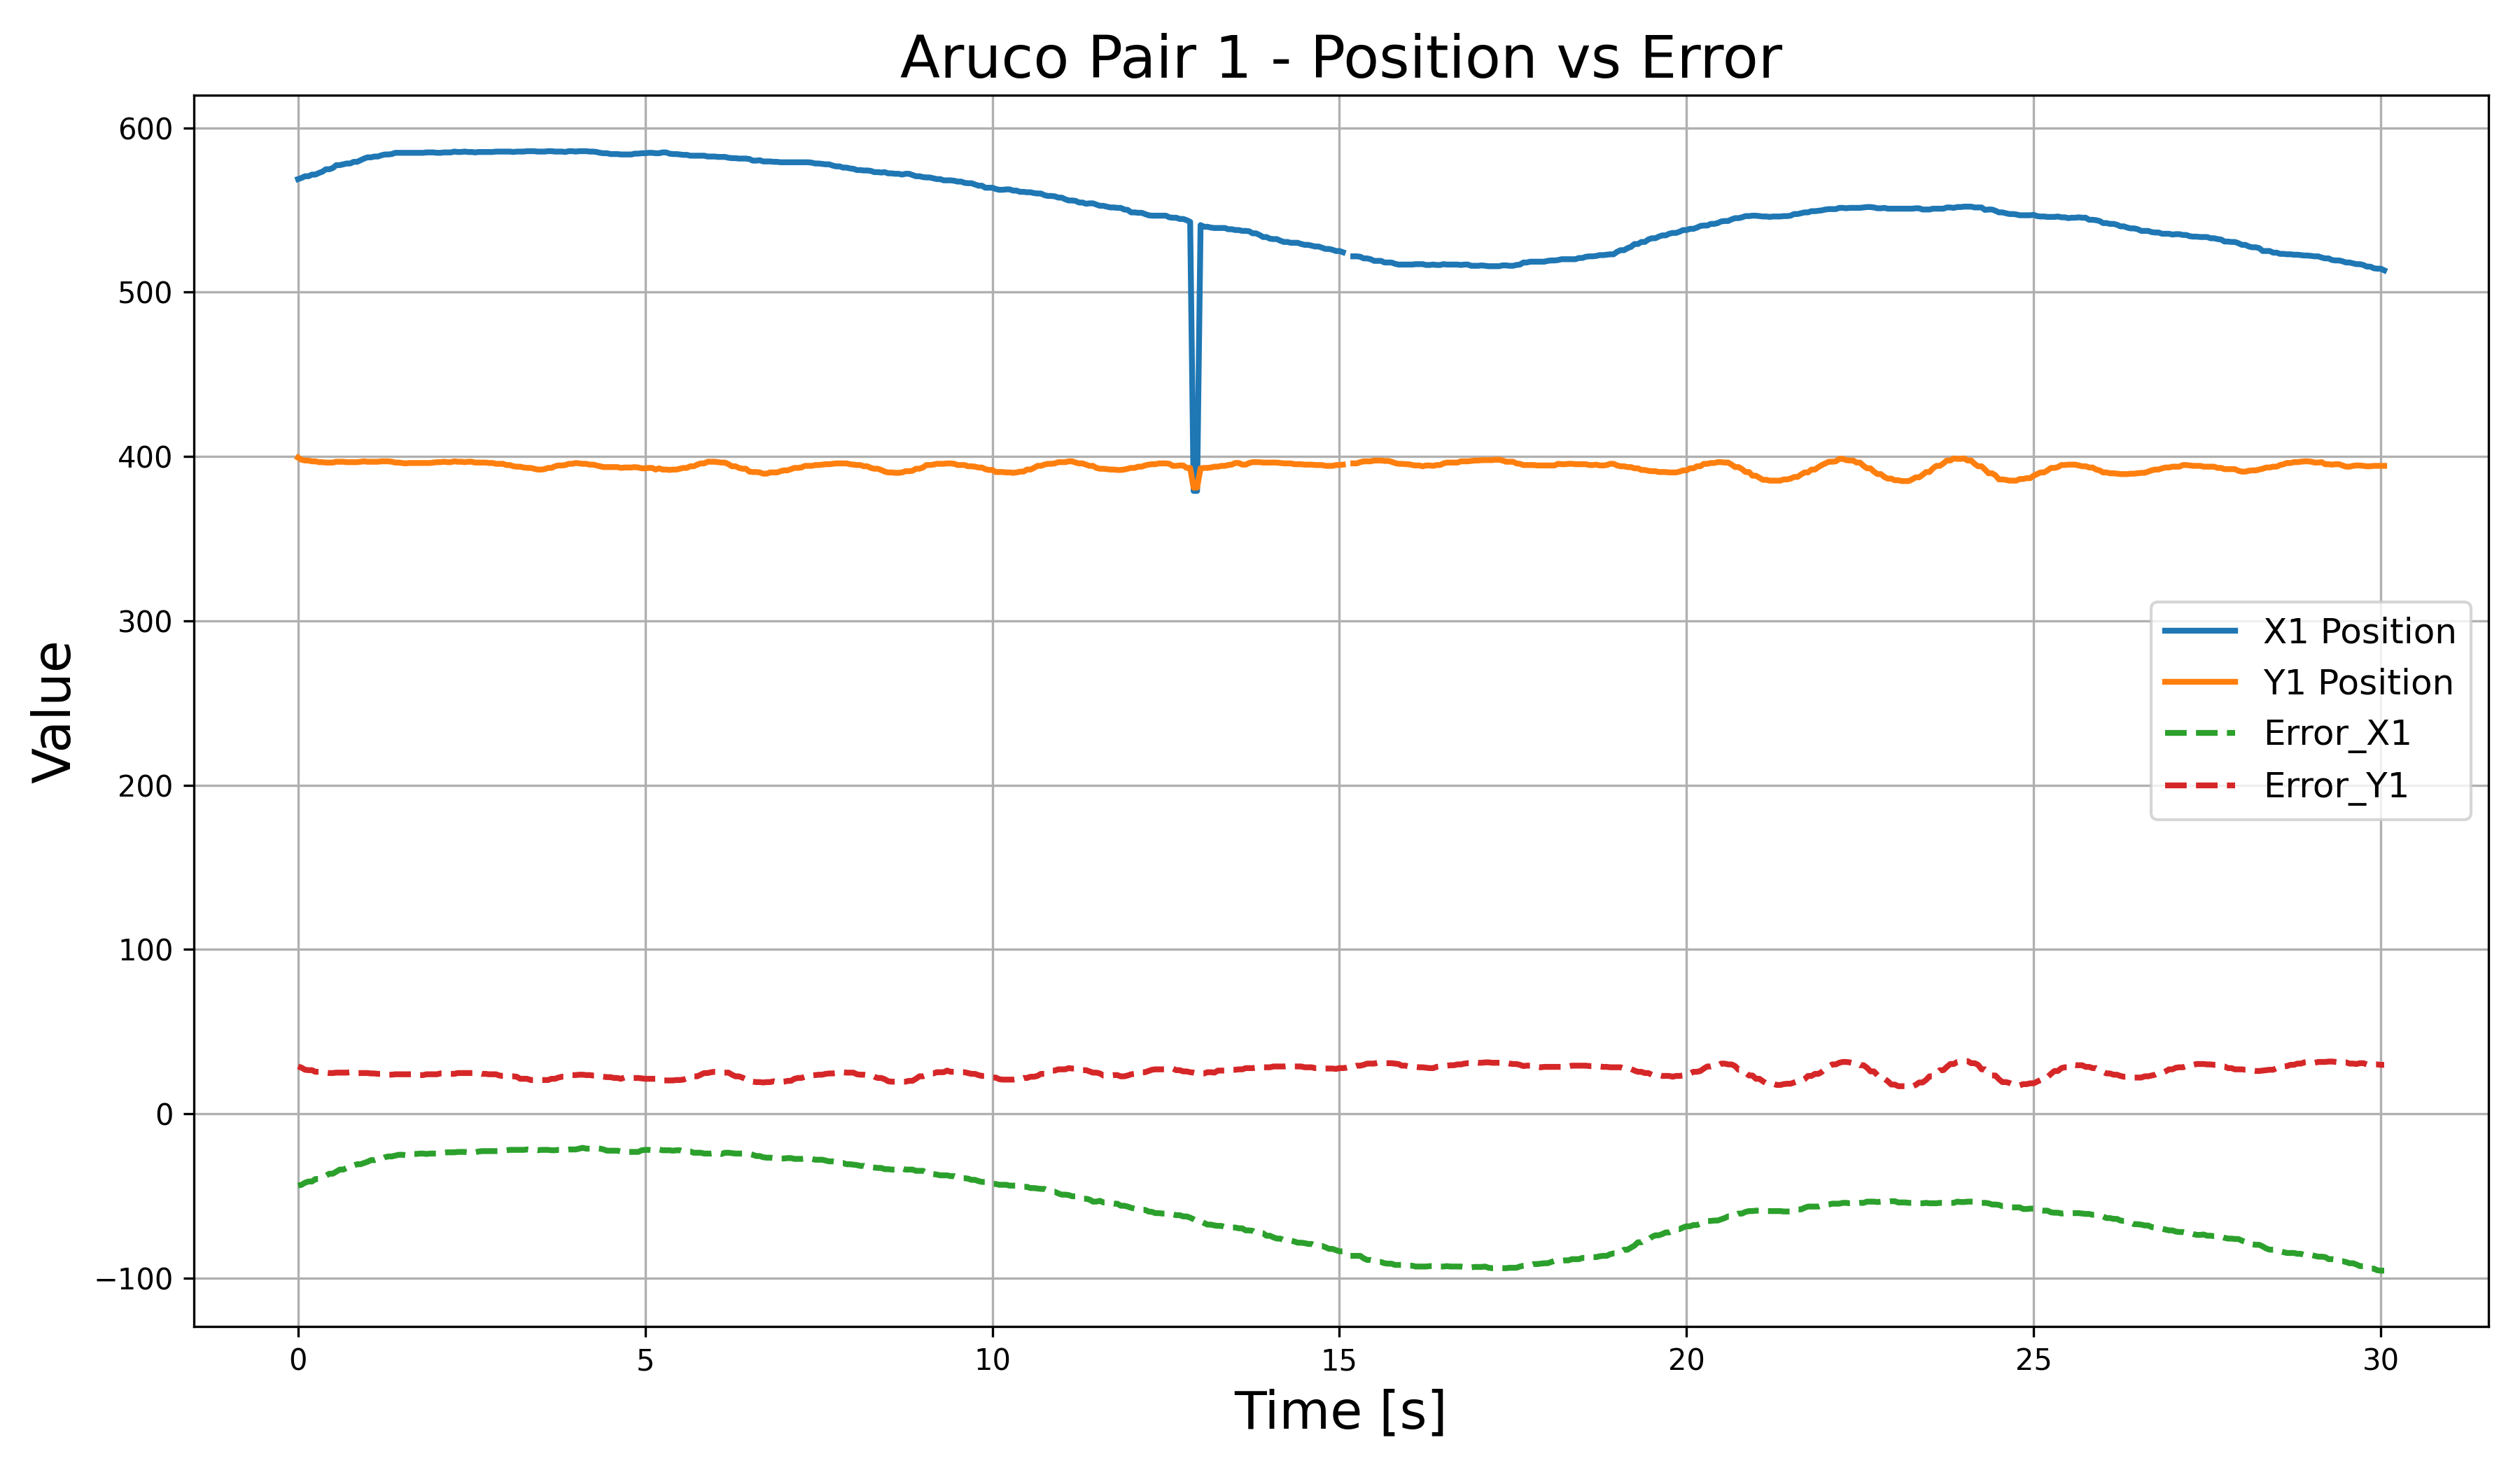 Aruco Pair 1 - Position vs Error
Value
600
500
400
300
200
100
0
−100
X1 Position
Y1 Position
Error_X1
Error_Y1
0 5 10 15 20 25 30
Time [s]